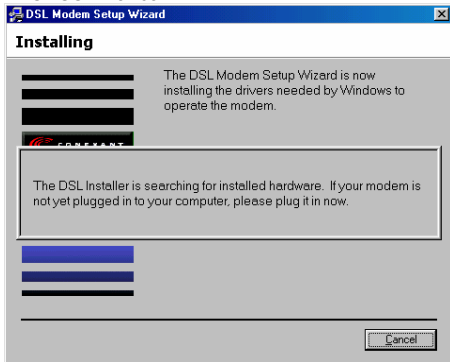 DSL Modem Setup Wizard
Installing
The DSL Modem Setup Wizard is now
installing the drivers needed by Windows to
operate the modem.
CONEXANT
The DSL Installer is searching for installed hardware. If your modem is
not yet plugged in to your computer, please plug it in now.
Cancel